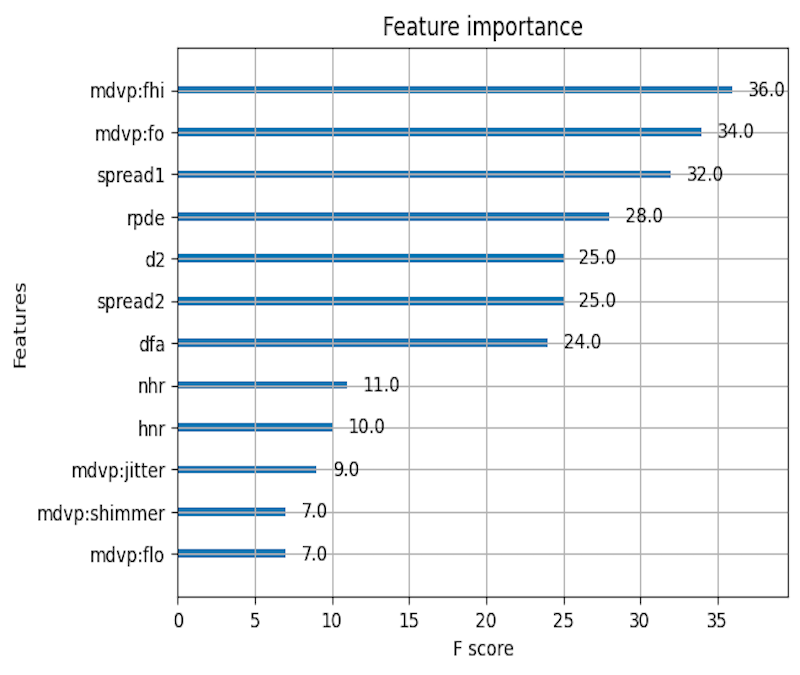 Feature importance
mdvp:fhi 36.0
mdvp:fo 34.0
spread1 32.0
rpde 28.0
d2 25.0
spread2 25.0
dfa 24.0
nhr 11.0
hnr 10.0
mdvp:jitter 9.0
mdvp:shimmer 7.0
mdvp:flo 7.0
Features
0 5 10 15 20 25 30 35
F score